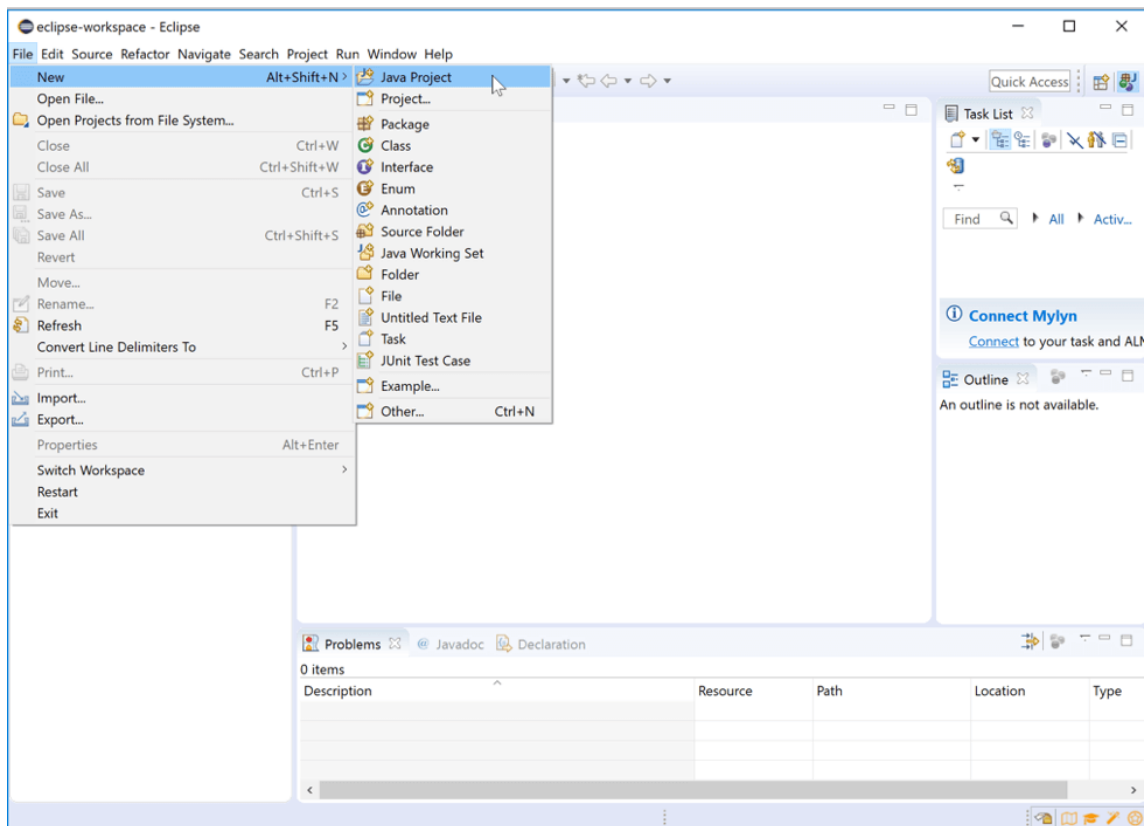 eclipse-workspace - Eclipse
File Edit Source Refactor Navigate Search Project Run Window Help
New Alt+Shift+N
Open File...
Open Projects from File System...
Close Ctrl+W
Close All Ctrl+Shift+W
Save Ctrl+S
Save As...
Save All Ctrl+Shift+S
Revert
Move...
Rename... F2
Refresh F5
Convert Line Delimiters To
Print... Ctrl+P
Import...
Export...
Properties Alt+Enter
Switch Workspace
Restart
Exit
Java Project
Project...
Package
Class
Interface
Enum
Annotation
Source Folder
Java Working Set
Folder
File
Untitled Text File
Task
JUnit Test Case
Example...
Other... Ctrl+N
Quick Access
Task List
Find All Activ...
Connect Mylyn
Connect to your task and ALM
Outline
An outline is not available.
Problems @ Javadoc Declaration
0 items
Description Resource Path Location Type